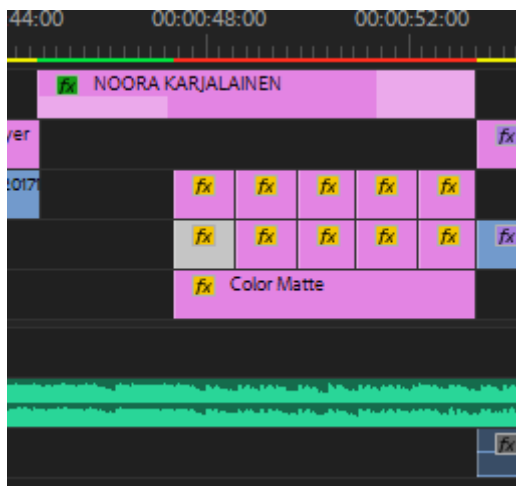 44:00 00:00:48:00 00:00:52:00
fx NOORA KARJALAINEN
yer fx
2017
fx fx fx fx fx
fx fx fx fx fx fx
fx Color Matte
fx